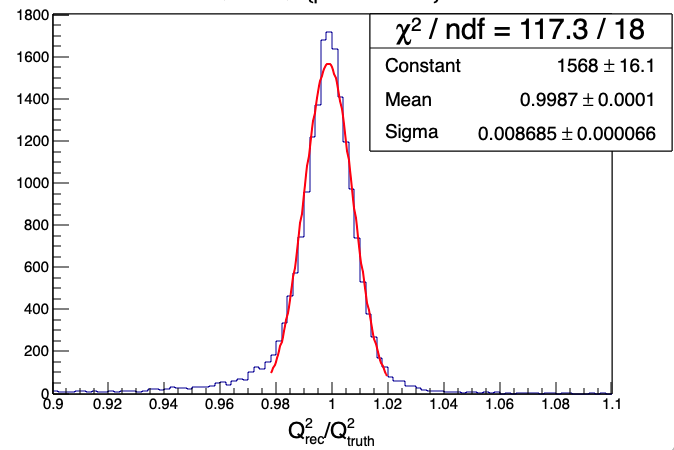 χ² / ndf = 117.3 / 18
Constant 1568 ± 16.1
Mean 0.9987 ± 0.0001
Sigma 0.008685 ± 0.000066
1800
1600
1400
1200
1000
800
600
400
200
0
0.9 0.92 0.94 0.96 0.98 1 1.02 1.04 1.06 1.08 1.1
Q²rec/Q²truth